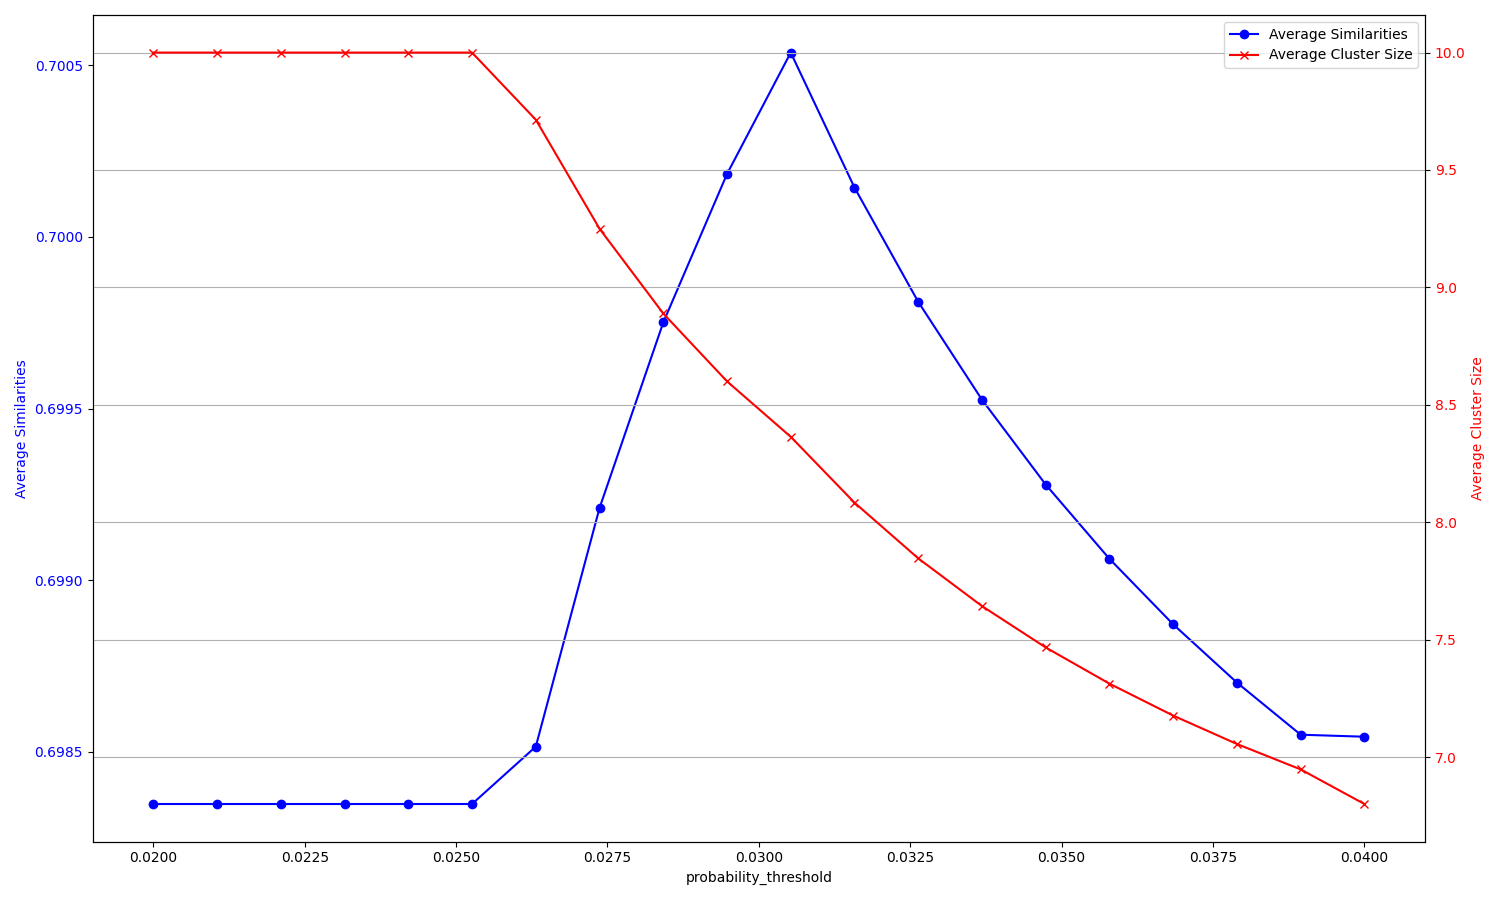 Average Similarities
Average Cluster Size
0.7005
0.7000
0.6995
0.6990
0.6985
Average Similarities
10.0
9.5
9.0
8.5
8.0
7.5
7.0
Average Cluster Size
0.0200 0.0225 0.0250 0.0275 0.0300 0.0325 0.0350 0.0375 0.0400
probability_threshold